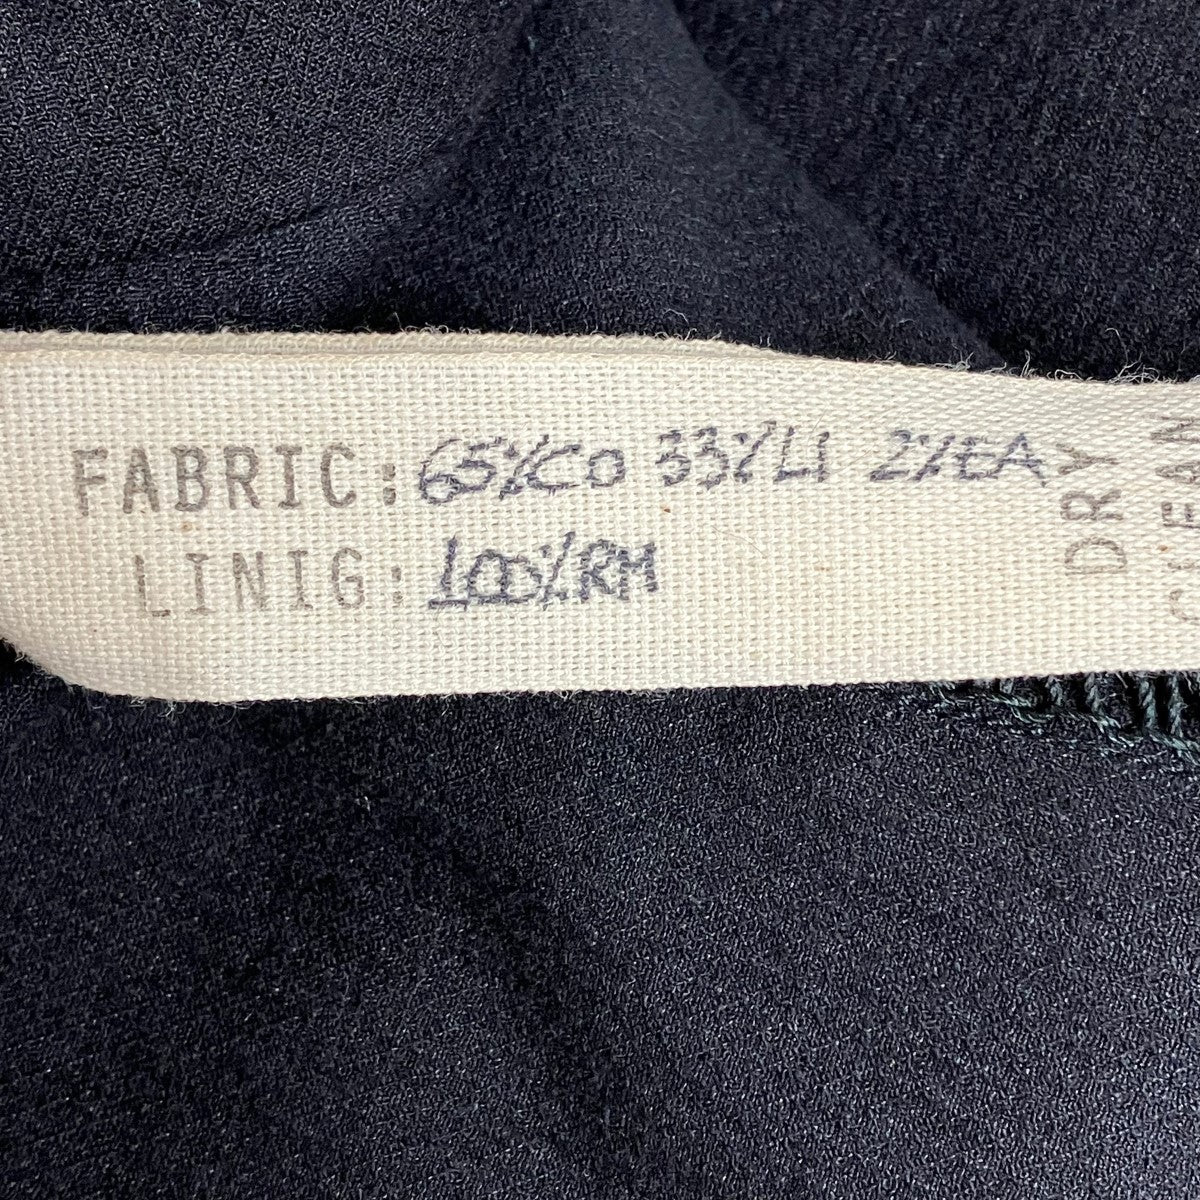 FABRIC: 65%CO 33%LI 2%EA
LINIG: 100%RM
DRY
CLEAN